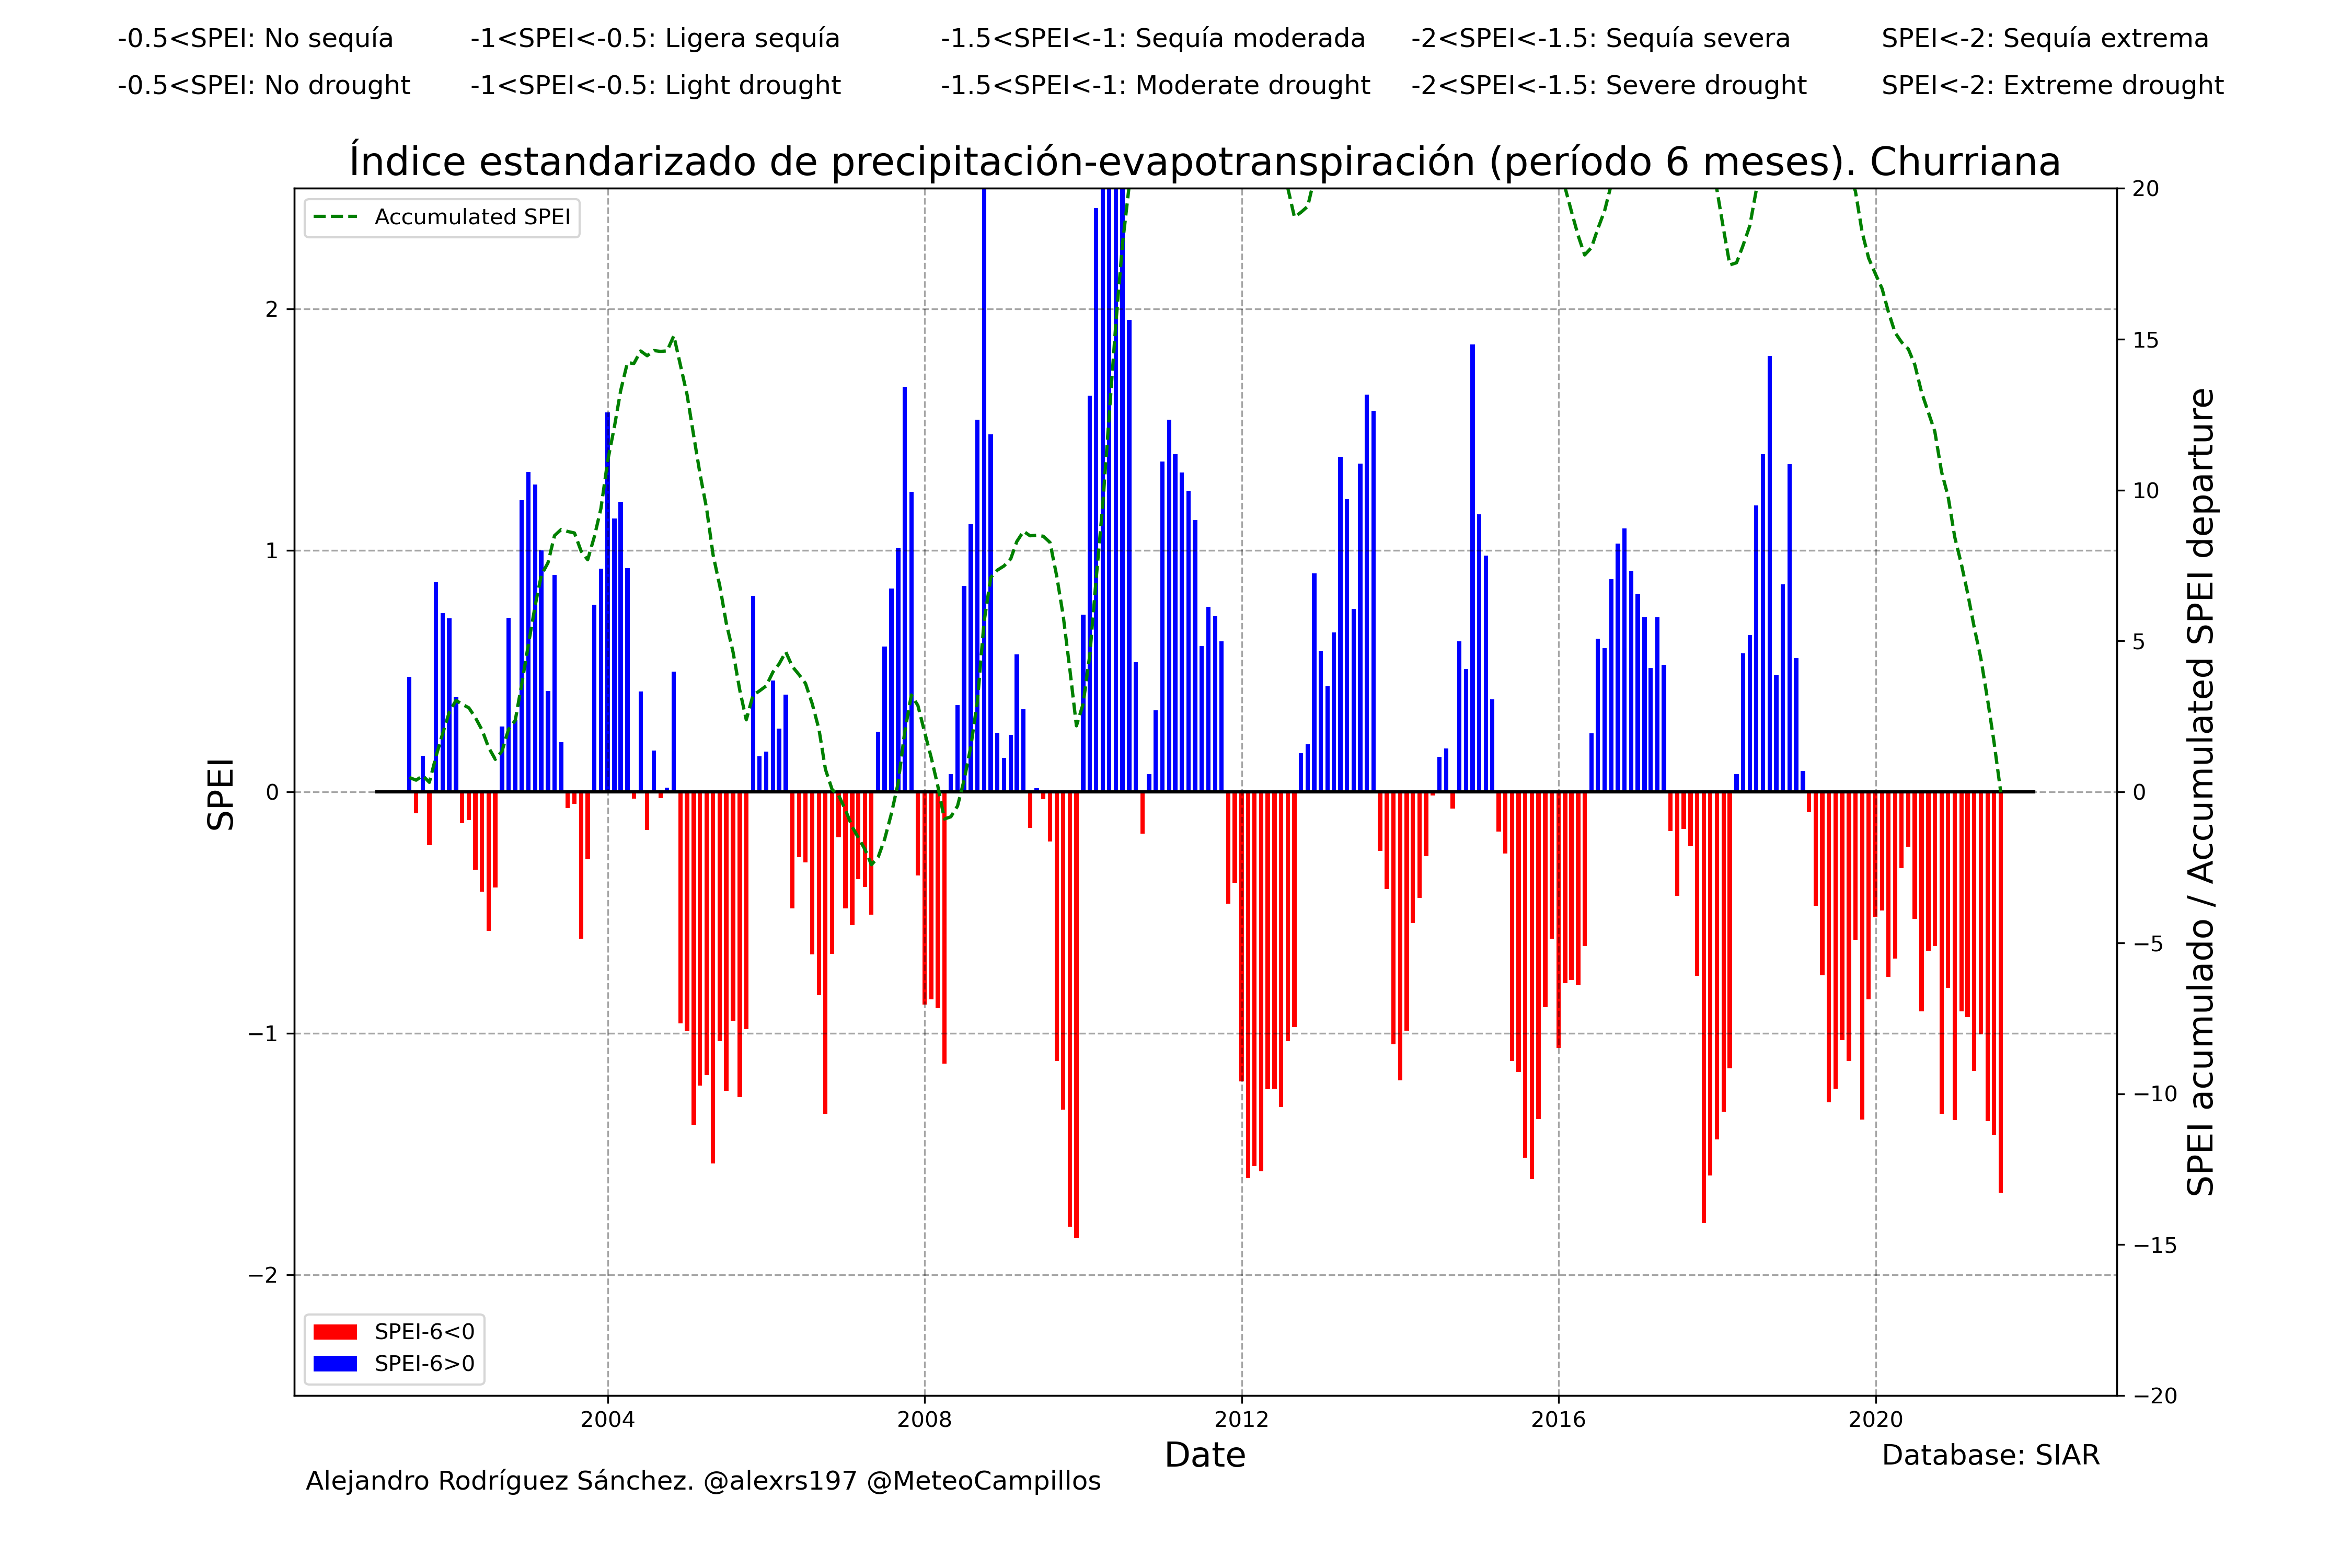 -0.5<SPEI: No sequía -1<SPEI<-0.5: Ligera sequía -1.5<SPEI<-1: Sequía moderada -2<SPEI<-1.5: Sequía severa SPEI<-2: Sequía extrema
-0.5<SPEI: No drought -1<SPEI<-0.5: Light drought -1.5<SPEI<-1: Moderate drought -2<SPEI<-1.5: Severe drought SPEI<-2: Extreme drought
Índice estandarizado de precipitación-evapotranspiración (período 6 meses). Churriana
Accumulated SPEI
SPEI
2
1
0
−1
−2
20
15
10
5
0
−5
−10
−15
−20
SPEI acumulado / Accumulated SPEI departure
SPEI-6<0
SPEI-6>0
2004 2008 2012 2016 2020
Date
Database: SIAR
Alejandro Rodríguez Sánchez. @alexrs197 @MeteoCampillos